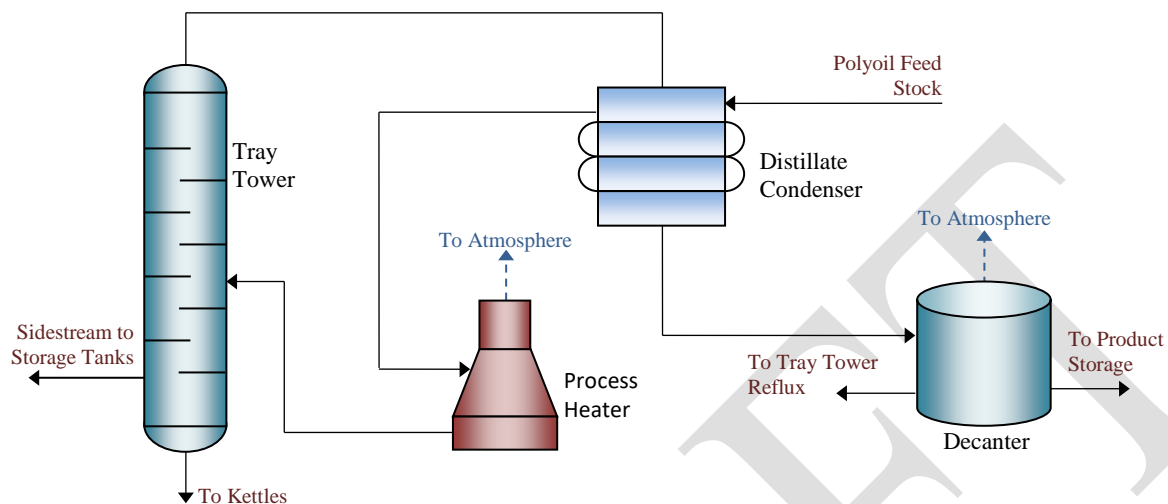 Polyoil Feed
Stock
Tray
Tower
Distillate
Condenser
To Atmosphere
To Atmosphere
Sidestream to
Storage Tanks
To Tray Tower
Reflux
To Product
Storage
Process
Heater
Decanter
To Kettles